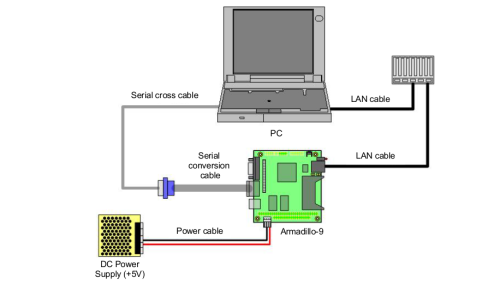 Serial cross cable
LAN cable
PC
Serial
conversion
cable
LAN cable
Power cable
Armadillo-9
DC Power
Supply (+5V)